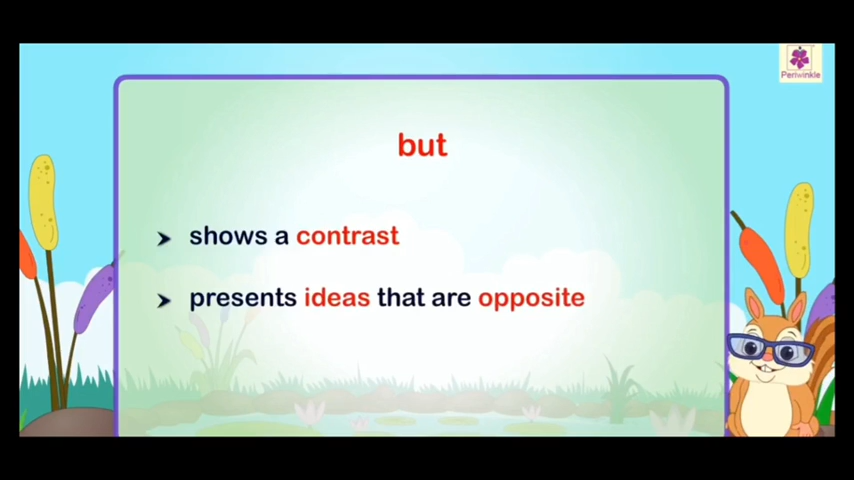 Periwinkle
but
shows a contrast
presents ideas that are opposite